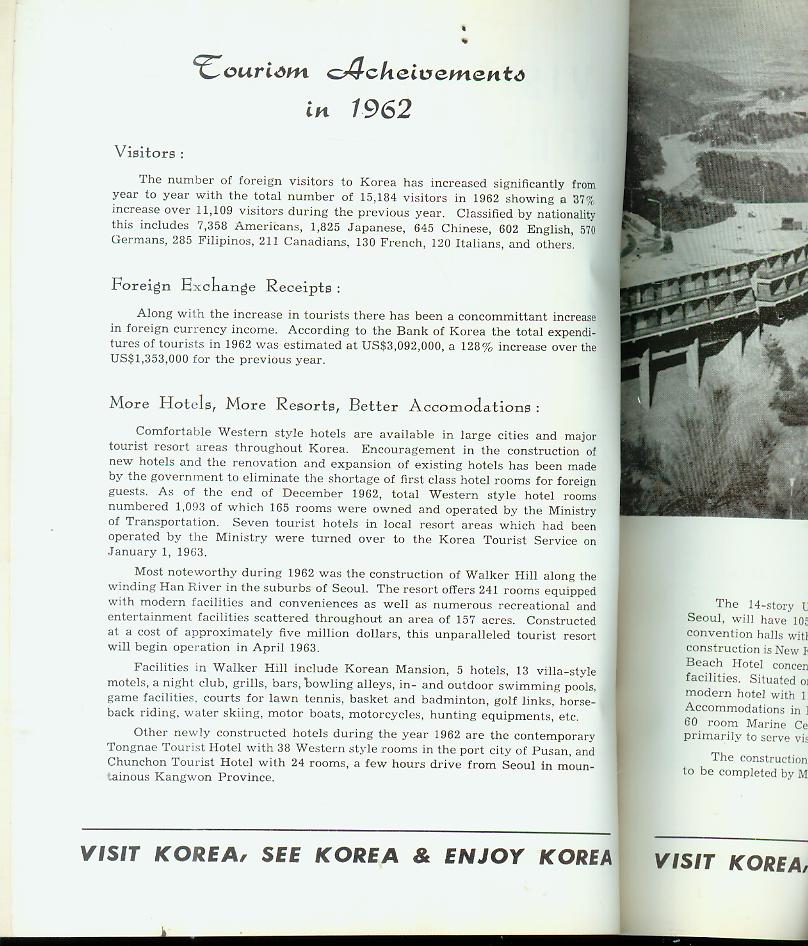 Tourism Acheivements
in 1962
Visitors :
The number of foreign visitors to Korea has increased significantly from
year to year with the total number of 15,184 visitors in 1962 showing a 37%
increase over 11,109 visitors during the previous year. Classified by nationality
this includes 7,358 Americans, 1,825 Japanese, 645 Chinese, 602 English, 570
Germans, 285 Filipinos, 211 Canadians, 130 French, 120 Italians, and others.
Foreign Exchange Receipts :
Along with the increase in tourists there has been a concommittant increase
in foreign currency income. According to the Bank of Korea the total expendi-
tures of tourists in 1962 was estimated at US$3,092,000, a 128% increase over the
US$1,353,000 for the previous year.
More Hotels, More Resorts, Better Accomodations :
Comfortable Western style hotels are available in large cities and major
tourist resort areas throughout Korea. Encouragement in the construction of
new hotels and the renovation and expansion of existing hotels has been made
by the government to eliminate the shortage of first class hotel rooms for foreign
guests. As of the end of December 1962, total Western style hotel rooms
numbered 1,093 of which 165 rooms were owned and operated by the Ministry
of Transportation. Seven tourist hotels in local resort areas which had been
operated by the Ministry were turned over to the Korea Tourist Service on
January 1, 1963.
Most noteworthy during 1962 was the construction of Walker Hill along the
winding Han River in the suburbs of Seoul. The resort offers 241 rooms equipped
with modern facilities and conveniences as well as numerous recreational and
entertainment facilities scattered throughout an area of 157 acres. Constructed
at a cost of approximately five million dollars, this unparalleled tourist resort
will begin operation in April 1963.
Facilities in Walker Hill include Korean Mansion, 5 hotels, 13 villa-style
motels, a night club, grills, bars, bowling alleys, in- and outdoor swimming pools,
game facilities, courts for lawn tennis, basket and badminton, golf links, horse-
back riding, water skiing, motor boats, motorcycles, hunting equipments, etc.
Other newly constructed hotels during the year 1962 are the contemporary
Tongnae Tourist Hotel with 38 Western style rooms in the port city of Pusan, and
Chunchon Tourist Hotel with 24 rooms, a few hours drive from Seoul in moun-
tainous Kangwon Province.
VISIT KOREA, SEE KOREA & ENJOY KOREA
The 14-story U
Seoul, will have 105
convention halls with
construction is New
Beach Hotel concen
facilities. Situated o
modern hotel with 1
Accommodations in
60 room Marine Ce
primarily to serve vis
The construction
to be completed by M
VISIT KOREA,